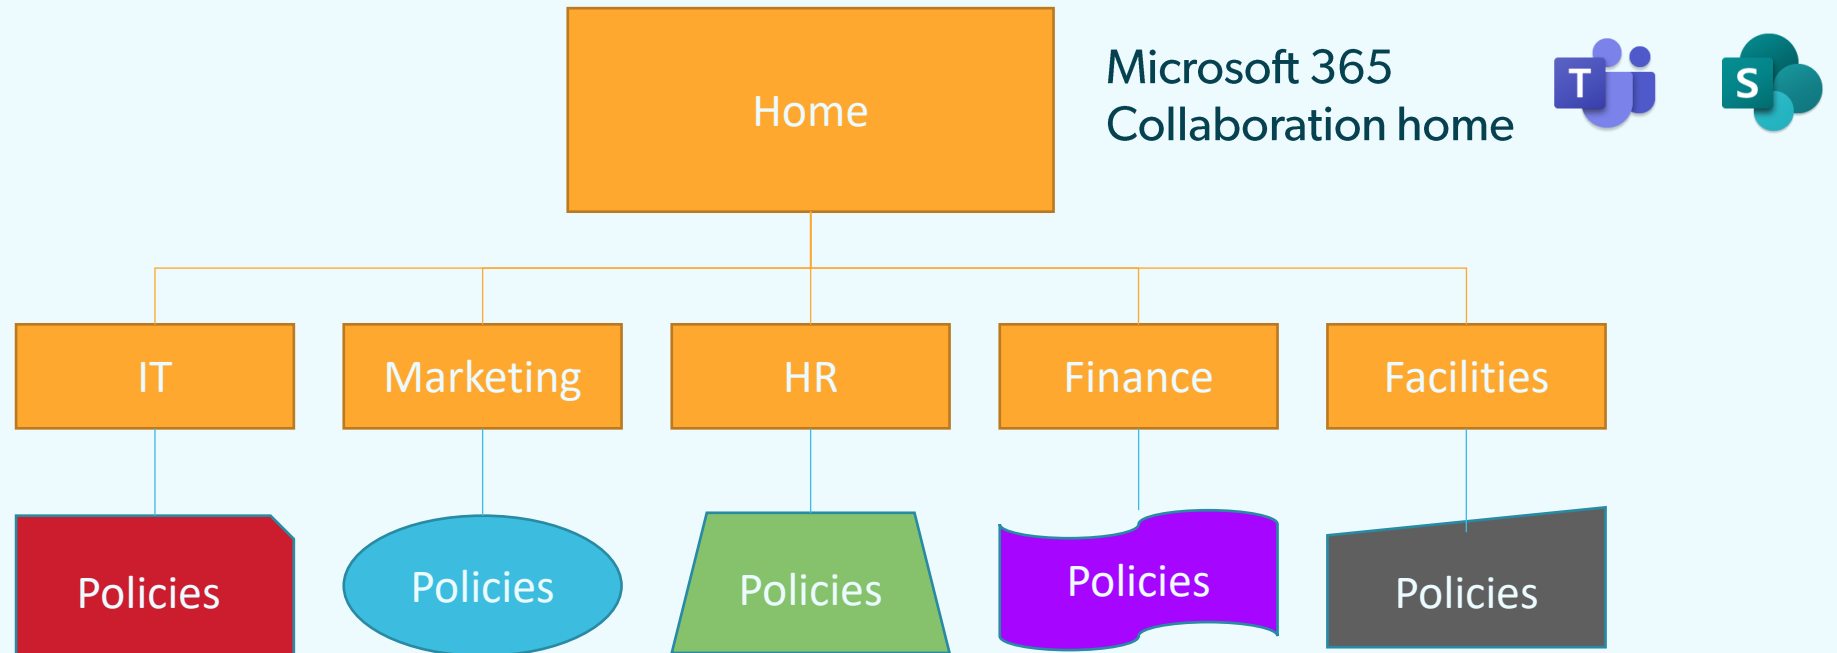 Home
Microsoft 365
Collaboration home
T
S
IT
Marketing
HR
Finance
Facilities
Policies
Policies
Policies
Policies
Policies